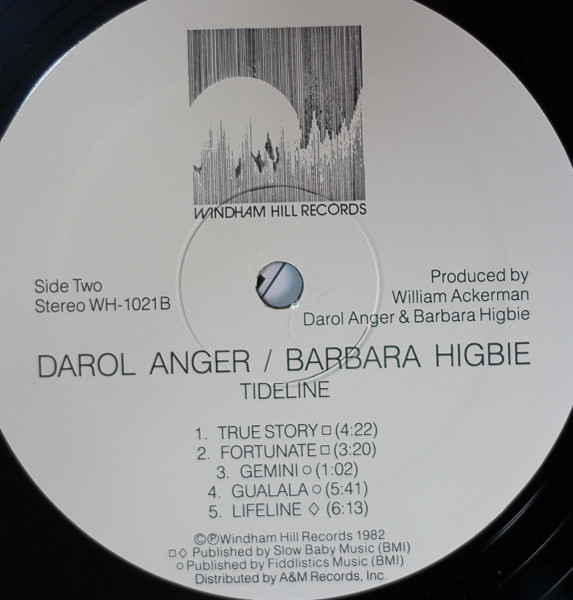 WINDHAM HILL RECORDS
Side Two
Stereo WH-1021B
Produced by
William Ackerman
Darol Anger & Barbara Higbie
DAROL ANGER / BARBARA HIGBIE
TIDELINE
1. TRUE STORY □ (4:22)
2. FORTUNATE □ (3:20)
3. GEMINI ○ (1:02)
4. GUALALA ○ (5:41)
5. LIFELINE ◇ (6:13)
©℗Windham Hill Records 1982
□◇ Published by Slow Baby Music (BMI)
○ Published by Fiddlistics Music (BMI)
Distributed by A&M Records, Inc.